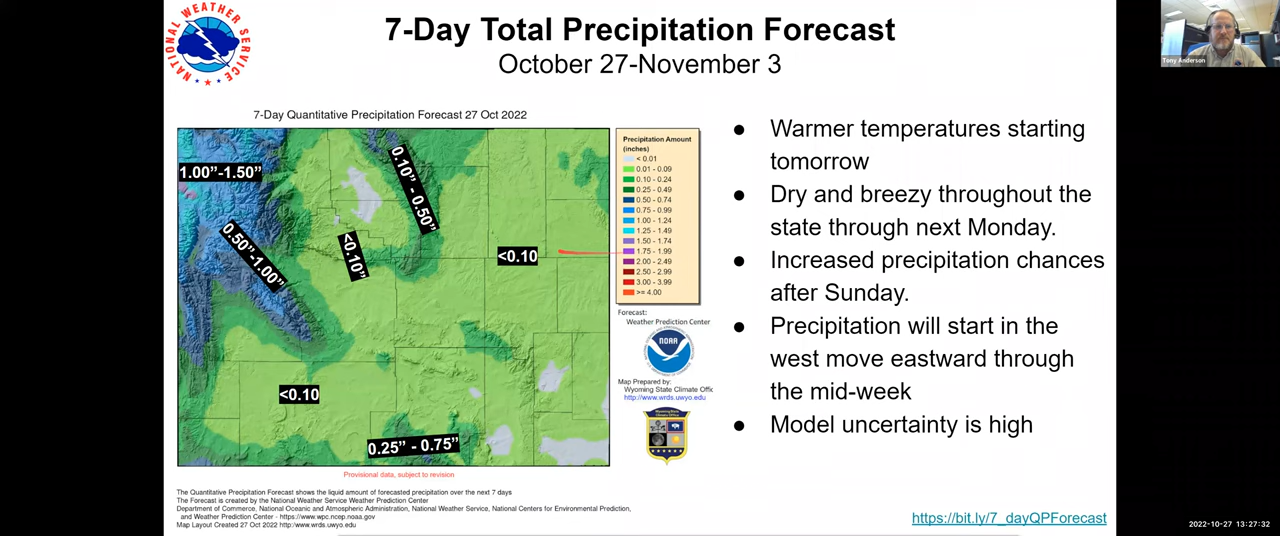 7-Day Total Precipitation Forecast
October 27-November 3
NATIONAL WEATHER SERVICE
Tony Anderson
7-Day Quantitative Precipitation Forecast 27 Oct 2022
1.00”-1.50”
0.10” - 0.50”
0.50”-1.00”
<0.10”
<0.10
<0.10
0.25” - 0.75”
Precipitation Amount
(inches)
< 0.01
0.01 - 0.09
0.10 - 0.24
0.25 - 0.49
0.50 - 0.74
0.75 - 0.99
1.00 - 1.24
1.25 - 1.49
1.50 - 1.74
1.75 - 1.99
2.00 - 2.49
2.50 - 2.99
3.00 - 3.99
>= 4.00
Forecast:
Weather Prediction Center
NOAA
Map Prepared by:
Wyoming State Climate Offic
http://www.wrds.uwyo.edu
Provisional data, subject to revision
The Quantitative Precipitation Forecast shows the liquid amount of forecasted precipitation over the next 7 days
The Forecast is created by the National Weather Service Weather Prediction Center
Department of Commerce, National Oceanic and Atmospheric Administration, National Weather Service, National Centers for Environmental Prediction,
and Weather Prediction Center - https://www.wpc.ncep.noaa.gov
Map Layout Created 27 Oct 2022 http:/www.wrds.uwyo.edu
● Warmer temperatures starting
tomorrow
● Dry and breezy throughout the
state through next Monday.
● Increased precipitation chances
after Sunday.
● Precipitation will start in the
west move eastward through
the mid-week
● Model uncertainty is high
https://bit.ly/7_dayQPForecast
2022-10-27 13:27:32